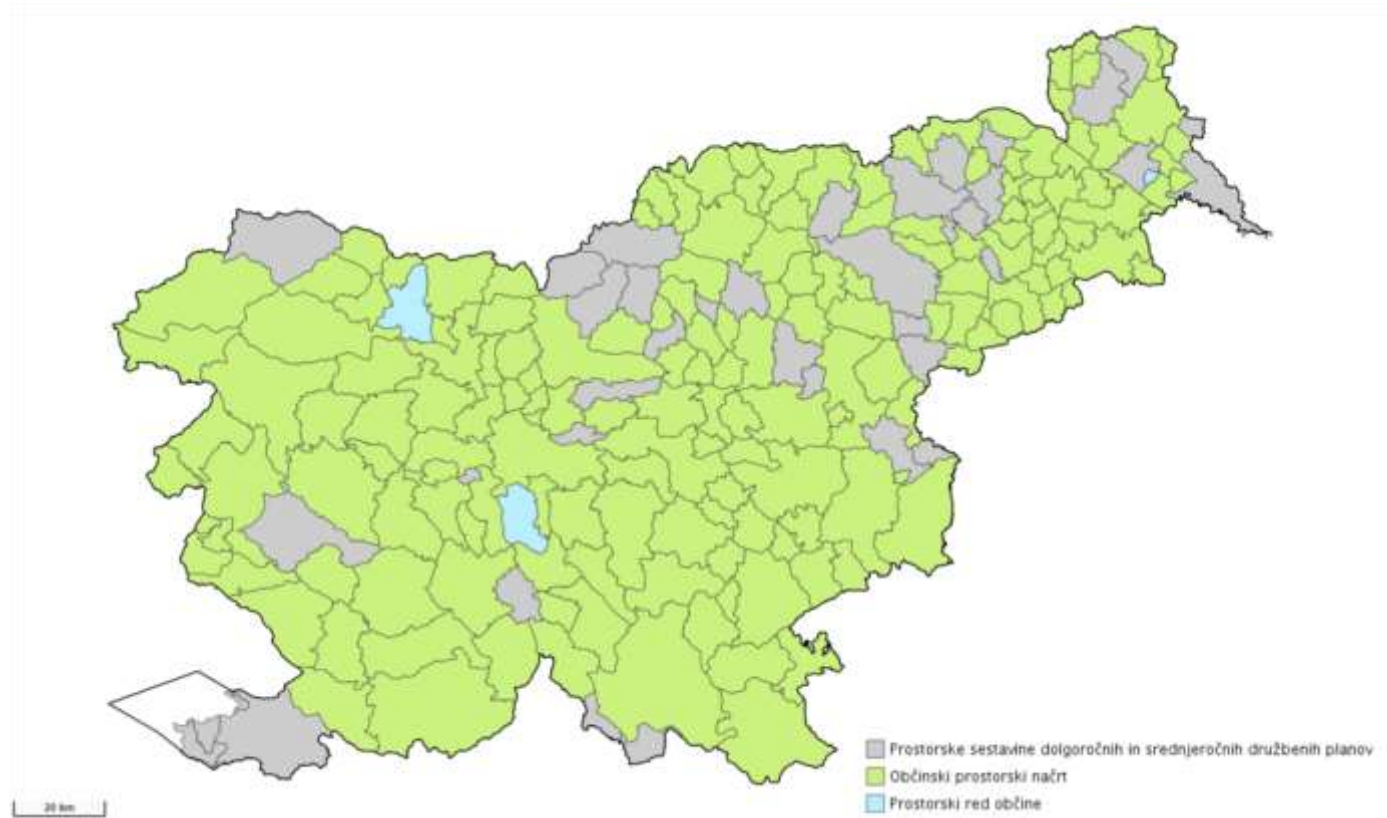 Prostorske sestavine dolgoročnih in srednjeročnih družbenih planov
Občinski prostorski načrt
Prostorski red občine
20 km